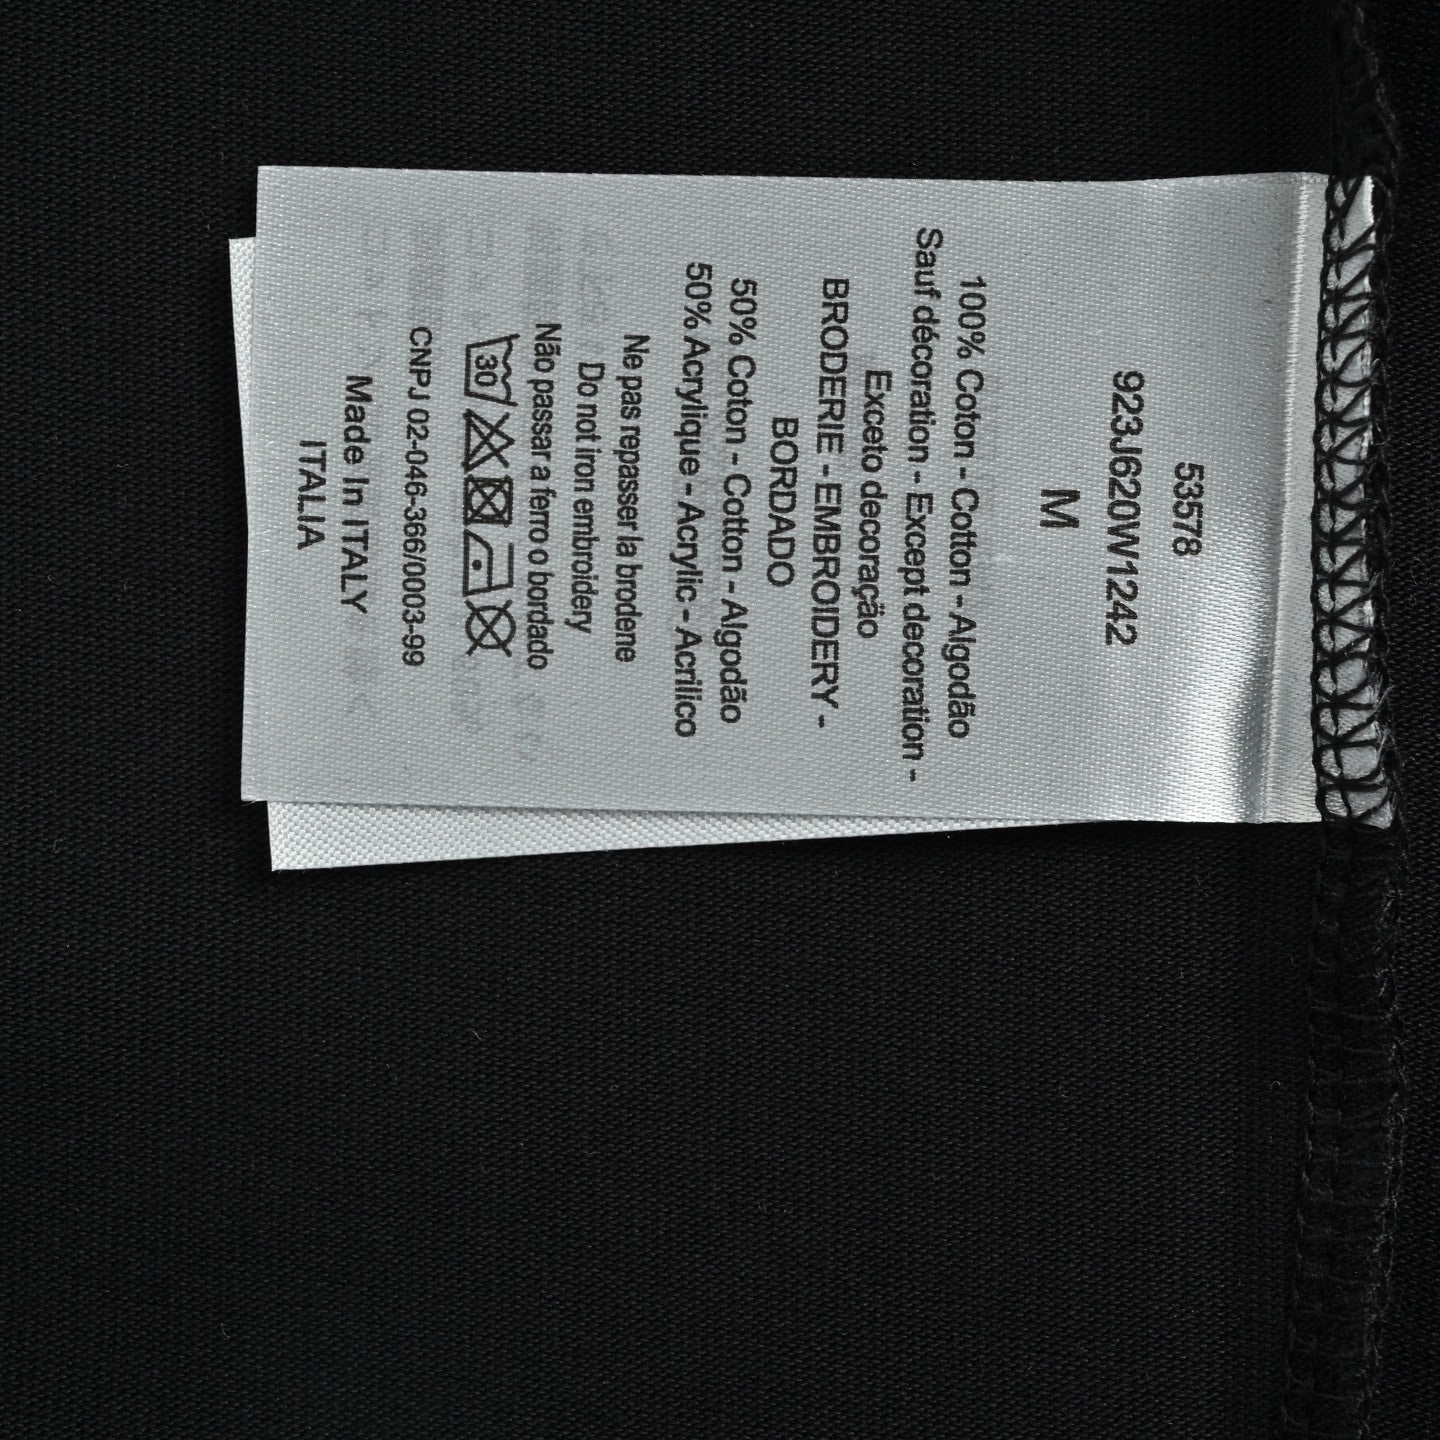 53578
923J620W1242
M
100% Coton - Cotton - Algodão
Sauf décoration - Except decoration -
Exceto decoração
BRODERIE - EMBROIDERY -
BORDADO
50% Coton - Cotton - Algodão
50% Acrylique - Acrylic - Acrilico
Ne pas repasser la brodene
Do not iron embroidery
Não passar a ferro o bordado
30
CNPJ 02-046-366/0003-99
Made In ITALY
ITALIA